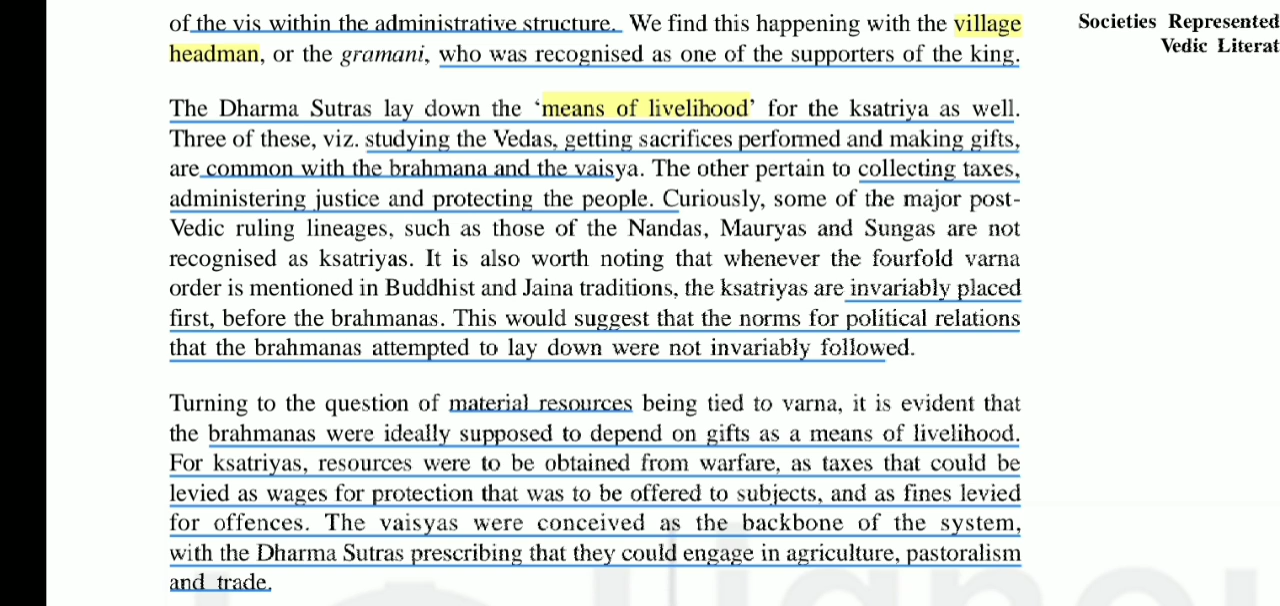 of the vis within the administrative structure. We find this happening with the village
headman, or the gramani, who was recognised as one of the supporters of the king.
Societies Represented
Vedic Literat
The Dharma Sutras lay down the ‘means of livelihood’ for the ksatriya as well.
Three of these, viz. studying the Vedas, getting sacrifices performed and making gifts,
are common with the brahmana and the vaisya. The other pertain to collecting taxes,
administering justice and protecting the people. Curiously, some of the major post-
Vedic ruling lineages, such as those of the Nandas, Mauryas and Sungas are not
recognised as ksatriyas. It is also worth noting that whenever the fourfold varna
order is mentioned in Buddhist and Jaina traditions, the ksatriyas are invariably placed
first, before the brahmanas. This would suggest that the norms for political relations
that the brahmanas attempted to lay down were not invariably followed.
Turning to the question of material resources being tied to varna, it is evident that
the brahmanas were ideally supposed to depend on gifts as a means of livelihood.
For ksatriyas, resources were to be obtained from warfare, as taxes that could be
levied as wages for protection that was to be offered to subjects, and as fines levied
for offences. The vaisyas were conceived as the backbone of the system,
with the Dharma Sutras prescribing that they could engage in agriculture, pastoralism
and trade.